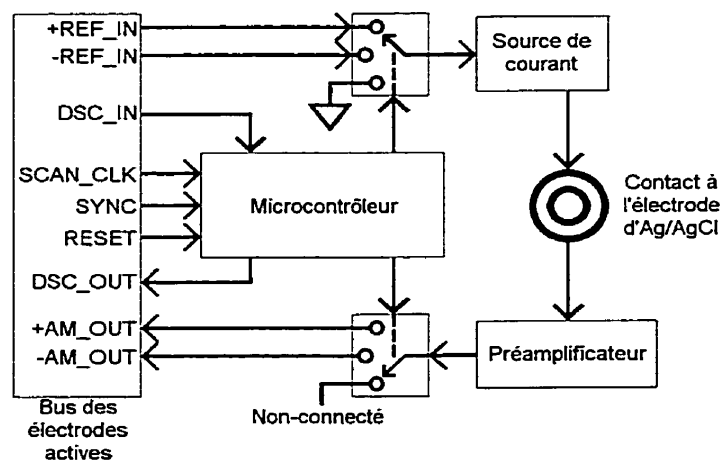 +REF_IN
-REF_IN
DSC_IN
SCAN_CLK
SYNC
RESET
DSC_OUT
+AM_OUT
-AM_OUT
Bus des
électrodes
actives
Microcontrôleur
Non-connecté
Source de
courant
Contact à
l'électrode
d'Ag/AgCl
Préamplificateur